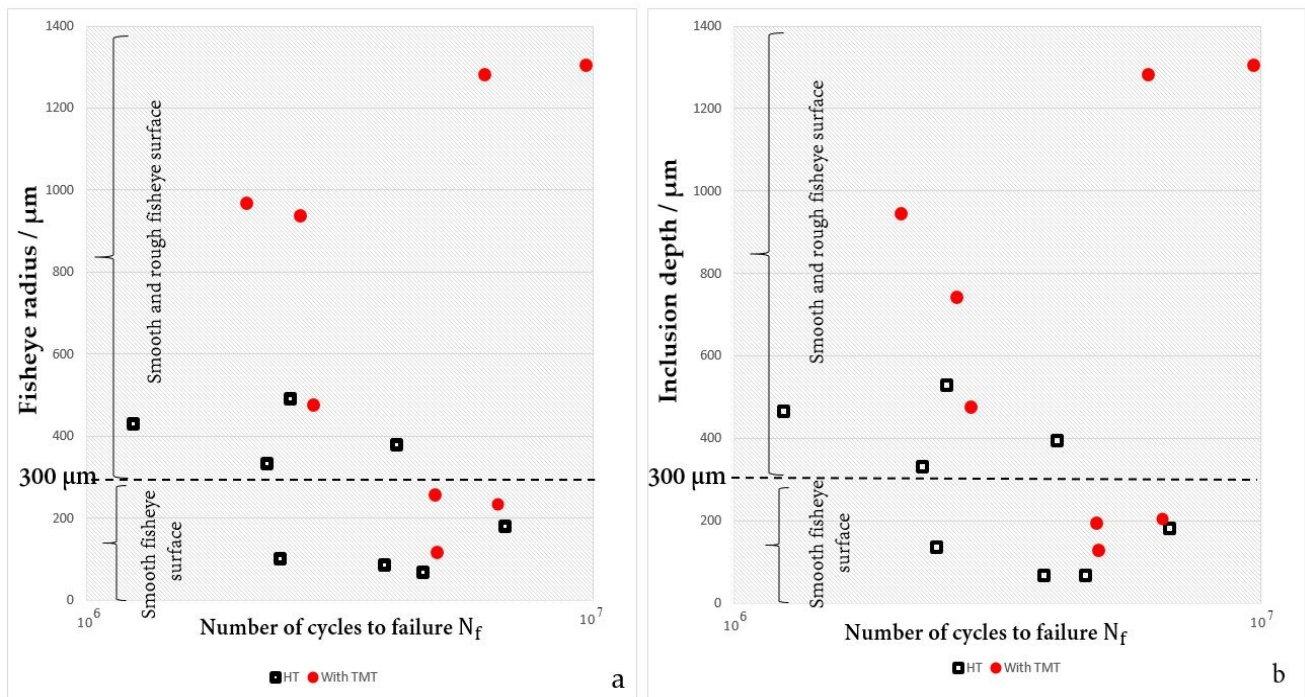 1400
1200
1000
800
600
400
300 μm
200
0
Fisheye radius / μm
Smooth and rough fisheye surface
Smooth fisheye
surface
10⁶
10⁷
Number of cycles to failure N_f
HT
With TMT
a
1400
1200
1000
800
600
400
300 μm
200
0
Inclusion depth / μm
Smooth and rough fisheye surface
Smooth fisheye
surface
10⁶
10⁷
Number of cycles to failure N_f
HT
With TMT
b